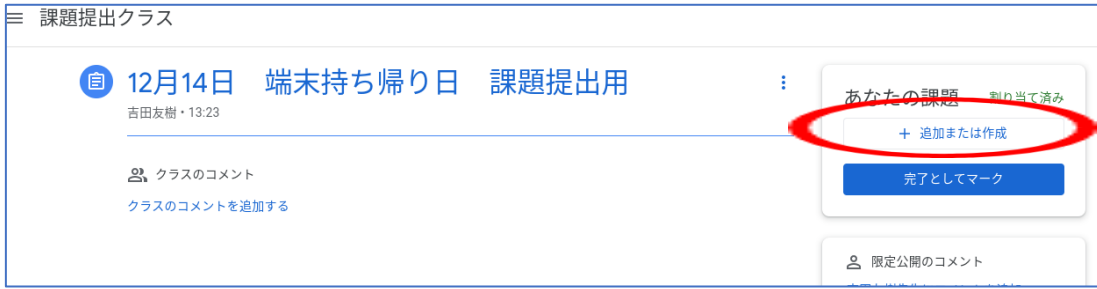 課題提出クラス
12月14日　端末持ち帰り日　課題提出用
吉田友樹・13:23
クラスのコメント
クラスのコメントを追加する
あなたの課題　割り当て済み
+ 追加または作成
完了としてマーク
限定公開のコメント